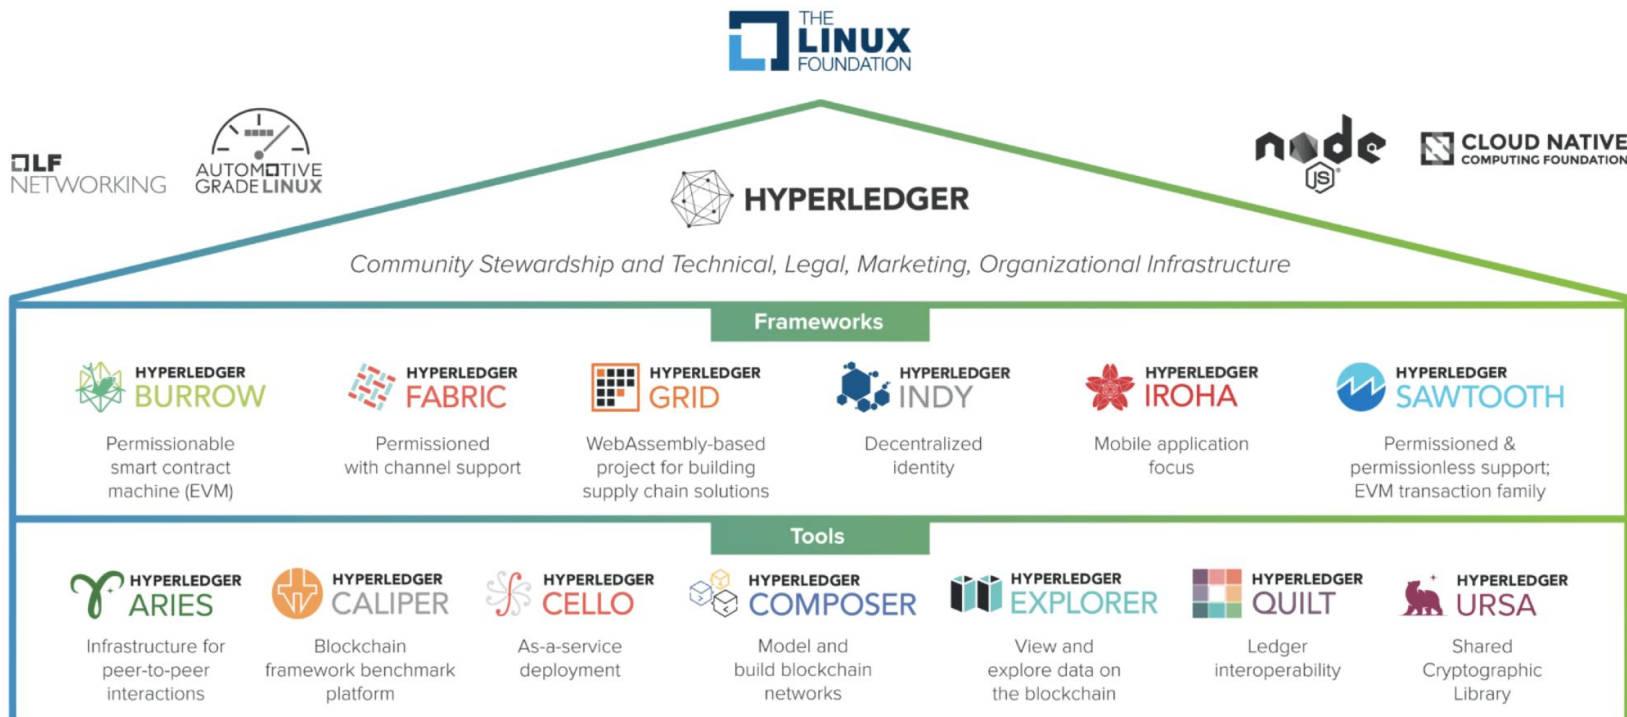 THE
LINUX
FOUNDATION
LF
NETWORKING
AUTOMOTIVE
GRADE LINUX
node
JS
CLOUD NATIVE
COMPUTING FOUNDATION
HYPERLEDGER
Community Stewardship and Technical, Legal, Marketing, Organizational Infrastructure
Frameworks
HYPERLEDGER
BURROW
Permissionable
smart contract
machine (EVM)
HYPERLEDGER
FABRIC
Permissioned
with channel support
HYPERLEDGER
GRID
WebAssembly-based
project for building
supply chain solutions
HYPERLEDGER
INDY
Decentralized
identity
HYPERLEDGER
IROHA
Mobile application
focus
HYPERLEDGER
SAWTOOTH
Permissioned &
permissionless support;
EVM transaction family
Tools
HYPERLEDGER
ARIES
Infrastructure for
peer-to-peer
interactions
HYPERLEDGER
CALIPER
Blockchain
framework benchmark
platform
HYPERLEDGER
CELLO
As-a-service
deployment
HYPERLEDGER
COMPOSER
Model and
build blockchain
networks
HYPERLEDGER
EXPLORER
View and
explore data on
the blockchain
HYPERLEDGER
QUILT
Ledger
interoperability
HYPERLEDGER
URSA
Shared
Cryptographic
Library